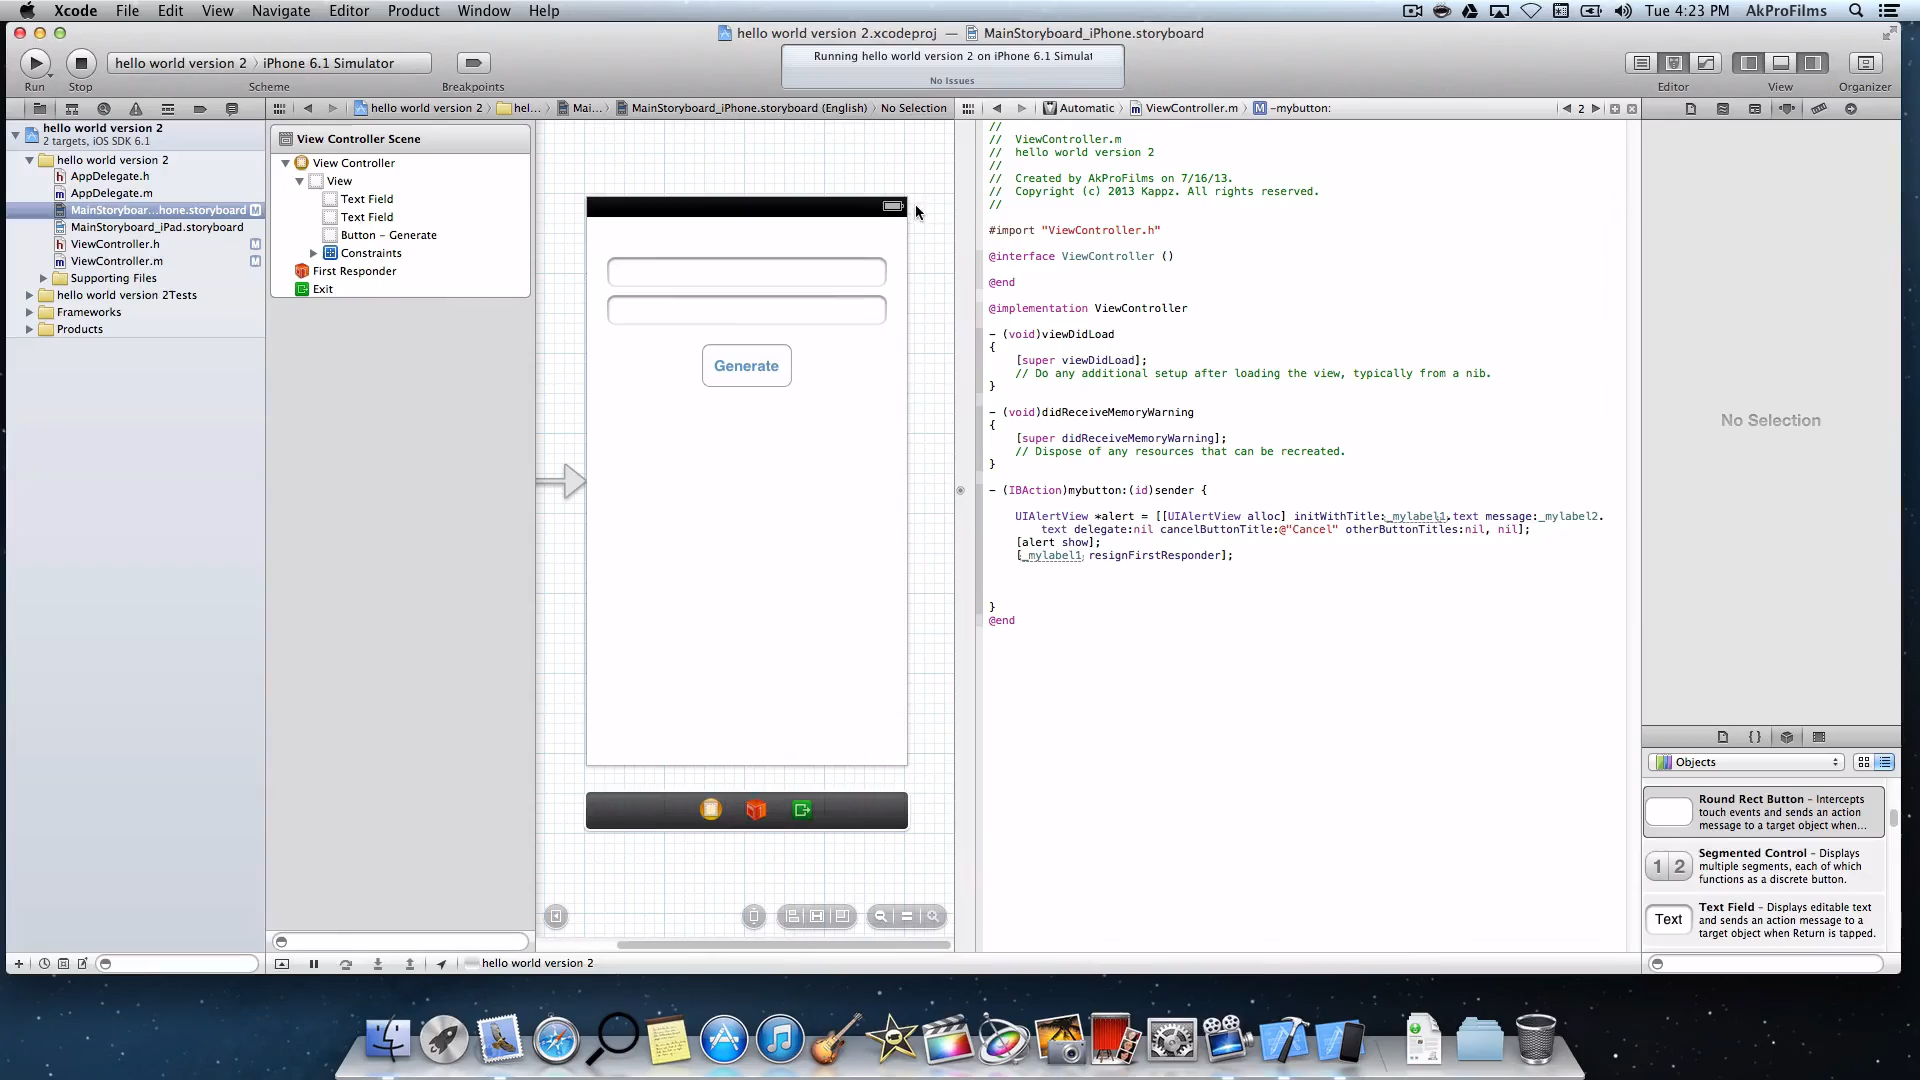 Xcode File Edit View Navigate Editor Product Window Help Tue 4:23 PM AkProFilms
hello world version 2.xcodeproj — MainStoryboard_iPhone.storyboard
hello world version 2 〉 iPhone 6.1 Simulator
Running hello world version 2 on iPhone 6.1 Simulat
No Issues
Run Stop Scheme Breakpoints Editor View Organizer
hello world version 2 hel... Mai... MainStoryboard_iPhone.storyboard (English) No Selection
Automatic ViewController.m -mybutton: 2
hello world version 2
2 targets, iOS SDK 6.1
hello world version 2
AppDelegate.h
AppDelegate.m
MainStoryboar...hone.storyboard M
MainStoryboard_iPad.storyboard
ViewController.h M
ViewController.m M
Supporting Files
hello world version 2Tests
Frameworks
Products
View Controller Scene
View Controller
View
Text Field
Text Field
Button - Generate
Constraints
First Responder
Exit
Generate
//
// ViewController.m
// hello world version 2
//
// Created by AkProFilms on 7/16/13.
// Copyright (c) 2013 Kappz. All rights reserved.
//
#import "ViewController.h"
@interface ViewController ()
@end
@implementation ViewController
- (void)viewDidLoad
{
[super viewDidLoad];
// Do any additional setup after loading the view, typically from a nib.
}
- (void)didReceiveMemoryWarning
{
[super didReceiveMemoryWarning];
// Dispose of any resources that can be recreated.
}
- (IBAction)mybutton:(id)sender {
UIAlertView *alert = [[UIAlertView alloc] initWithTitle:_mylabel1.text message:_mylabel2.
text delegate:nil cancelButtonTitle:@"Cancel" otherButtonTitles:nil, nil];
[alert show];
[_mylabel1 resignFirstResponder];
}
@end
No Selection
Objects
Round Rect Button - Intercepts
touch events and sends an action
message to a target object when...
1 2
Segmented Control - Displays
multiple segments, each of which
functions as a discrete button.
Text
Text Field - Displays editable text
and sends an action message to a
target object when Return is tapped.
hello world version 2